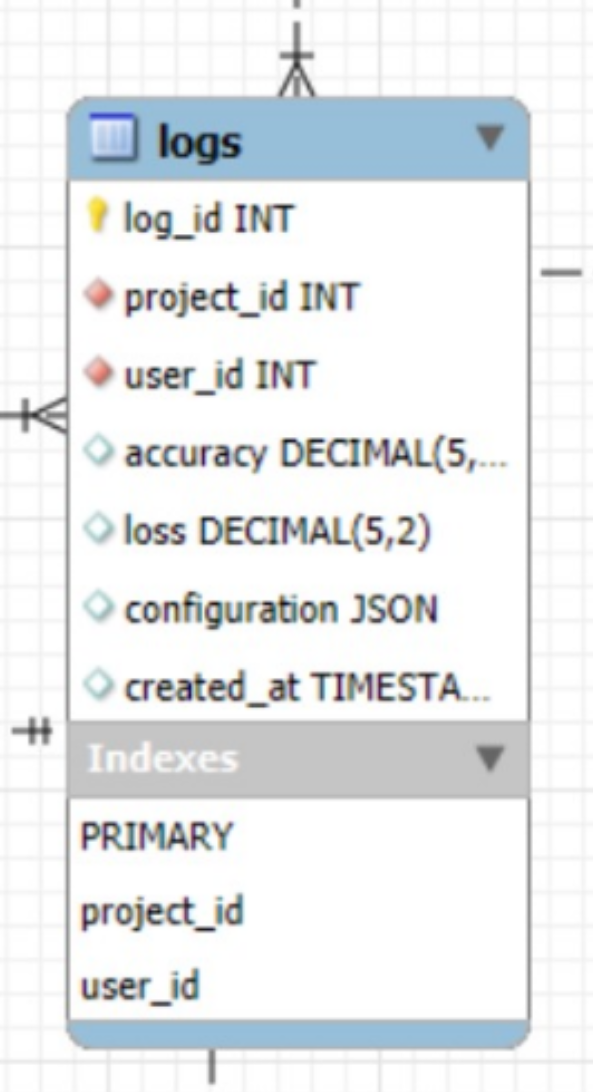 logs
log_id INT
project_id INT
user_id INT
accuracy DECIMAL(5,...
loss DECIMAL(5,2)
configuration JSON
created_at TIMESTA...
Indexes
PRIMARY
project_id
user_id